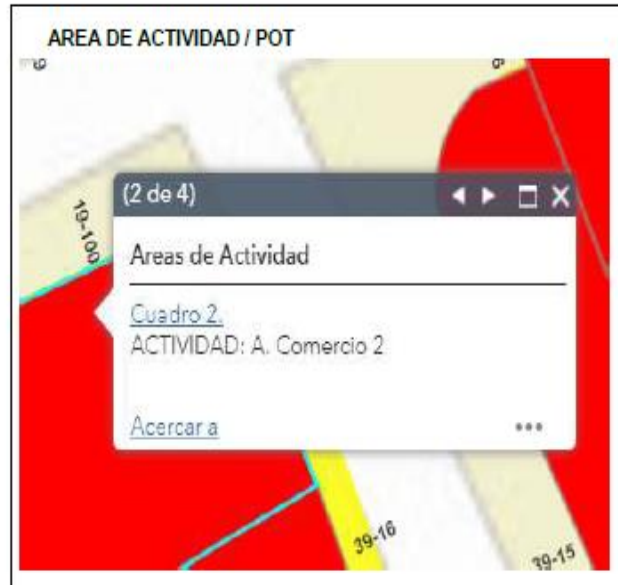 AREA DE ACTIVIDAD / POT
(2 de 4)
19-100
Areas de Actividad
Cuadro 2.
ACTIVIDAD: A. Comercio 2
Acercar a
39-16
39-15